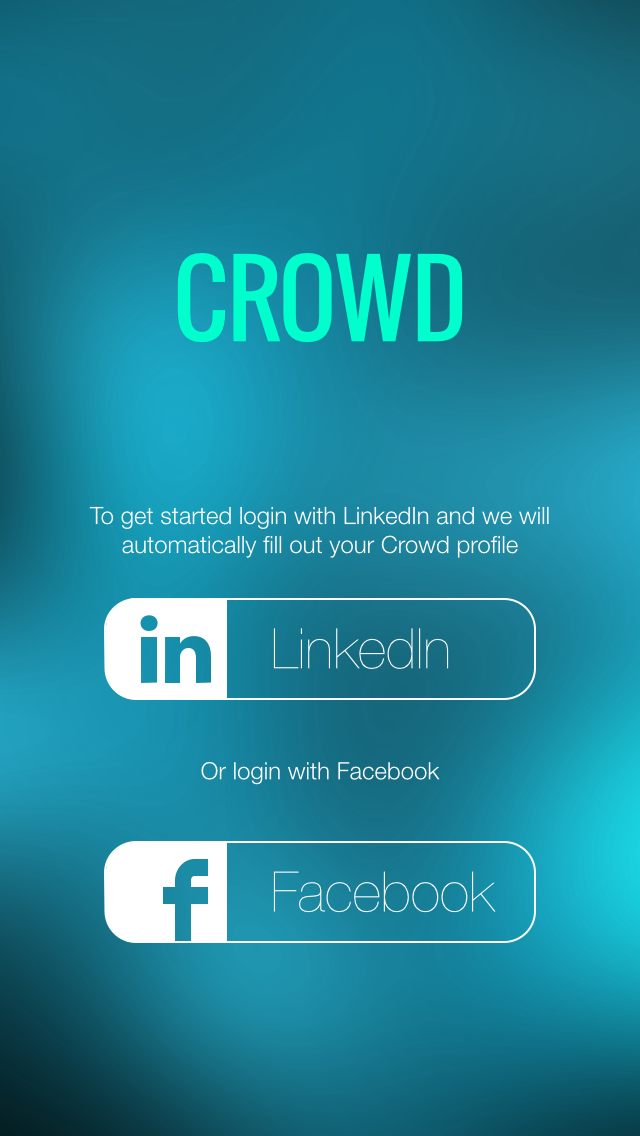 CROWD
To get started login with LinkedIn and we will
automatically fill out your Crowd profile
in LinkedIn
Or login with Facebook
f Facebook